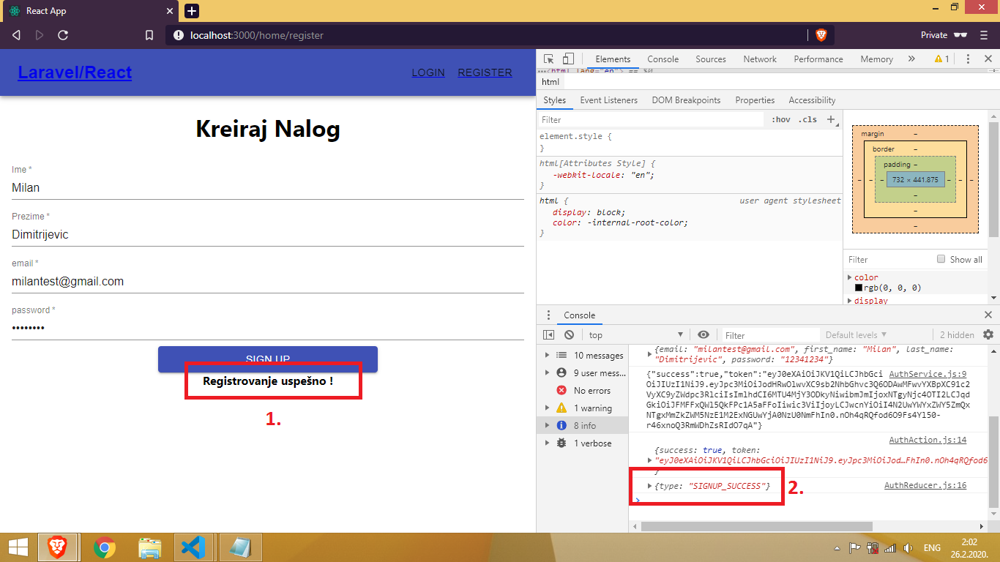 React App
localhost:3000/home/register
Private
Laravel/React
LOGIN REGISTER
Kreiraj Nalog
Ime *
Milan
Prezime *
Dimitrijevic
email *
milantest@gmail.com
password *
••••••••
SIGN UP
Registrovanje uspešno !
1.
Elements Console Sources Network Performance Memory » 1
⋯<html lang="en"> == $0
html
Styles Event Listeners DOM Breakpoints Properties Accessibility
Filter :hov .cls +
element.style {
}
html[Attributes Style] {
-webkit-locale: "en";
}
html { user agent stylesheet
display: block;
color: -internal-root-color;
}
margin –
border –
padding –
– – – 732 × 441.875 – – –
–
–
–
Filter Show all
color
rgb(0, 0, 0)
display
Console
top Filter Default levels ▼ 2 hidden
10 messages
9 user mess...
No errors
1 warning
8 info
1 verbose
{email: "milantest@gmail.com", first_name: "Milan", last_name:
"Dimitrijevic", password: "12341234"}
{"success":true,"token":"eyJ0eXAiOiJKV1QiLCJhbGci AuthService.js:9
AuthAction.js:14
{success: true, token:
"eyJ0eXAiOiJKV1QiLCJhbGciOiJIUzI1NiJ9.eyJpc3MiOiJod…FhIn0.nOh4qRQfod6
}
{type: "SIGNUP_SUCCESS"} AuthReducer.js:16
2.
ENG
2:02
26.2.2020.